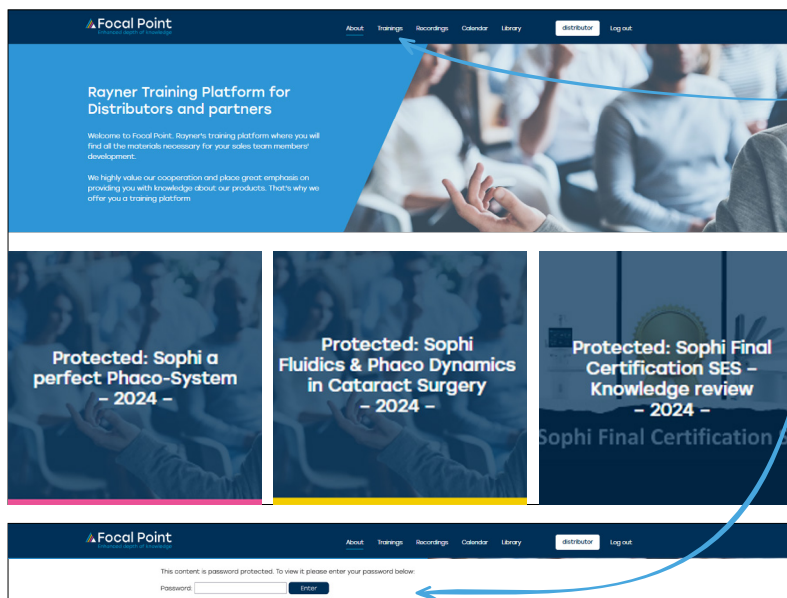 Focal Point
Enhanced depth of knowledge
About Trainings Recordings Calendar Library distributor Log out
Rayner Training Platform for
Distributors and partners
Welcome to Focal Point, Rayner's training platform where you will
find all the materials necessary for your sales team members'
development.
We highly value our cooperation and place great emphasis on
providing you with knowledge about our products. That's why we
offer you a training platform
Protected: Sophi a
perfect Phaco-System
– 2024 –
Protected: Sophi
Fluidics & Phaco Dynamics
in Cataract Surgery
– 2024 –
Protected: Sophi Final
Certification SES –
Knowledge review
– 2024 –
Sophi Final Certification S
Focal Point
Enhanced depth of knowledge
About Trainings Recordings Calendar Library distributor Log out
This content is password protected. To view it please enter your password below:
Password: Enter